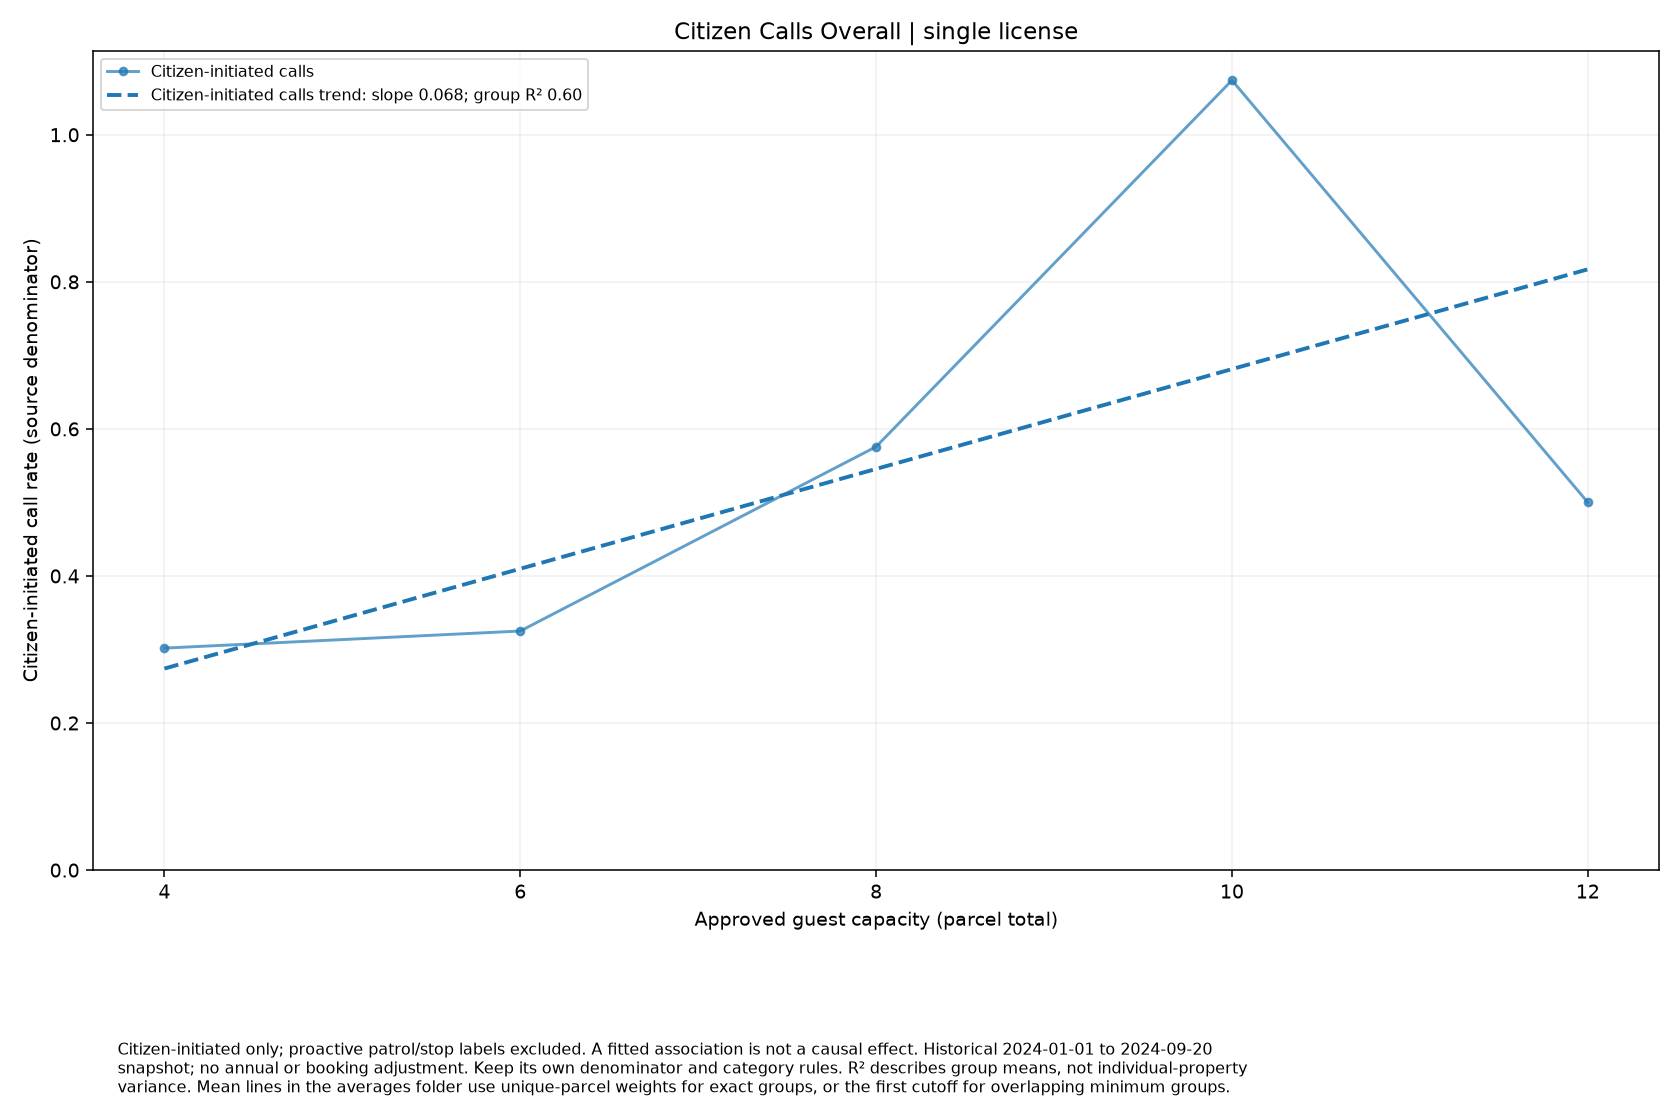 Citizen Calls Overall | single license
Citizen-initiated calls
Citizen-initiated calls trend: slope 0.068; group R² 0.60
Citizen-initiated call rate (source denominator)
1.0
0.8
0.6
0.4
0.2
0.0
4 6 8 10 12
Approved guest capacity (parcel total)
Citizen-initiated only; proactive patrol/stop labels excluded. A fitted association is not a causal effect. Historical 2024-01-01 to 2024-09-20
snapshot; no annual or booking adjustment. Keep its own denominator and category rules. R² describes group means, not individual-property
variance. Mean lines in the averages folder use unique-parcel weights for exact groups, or the first cutoff for overlapping minimum groups.